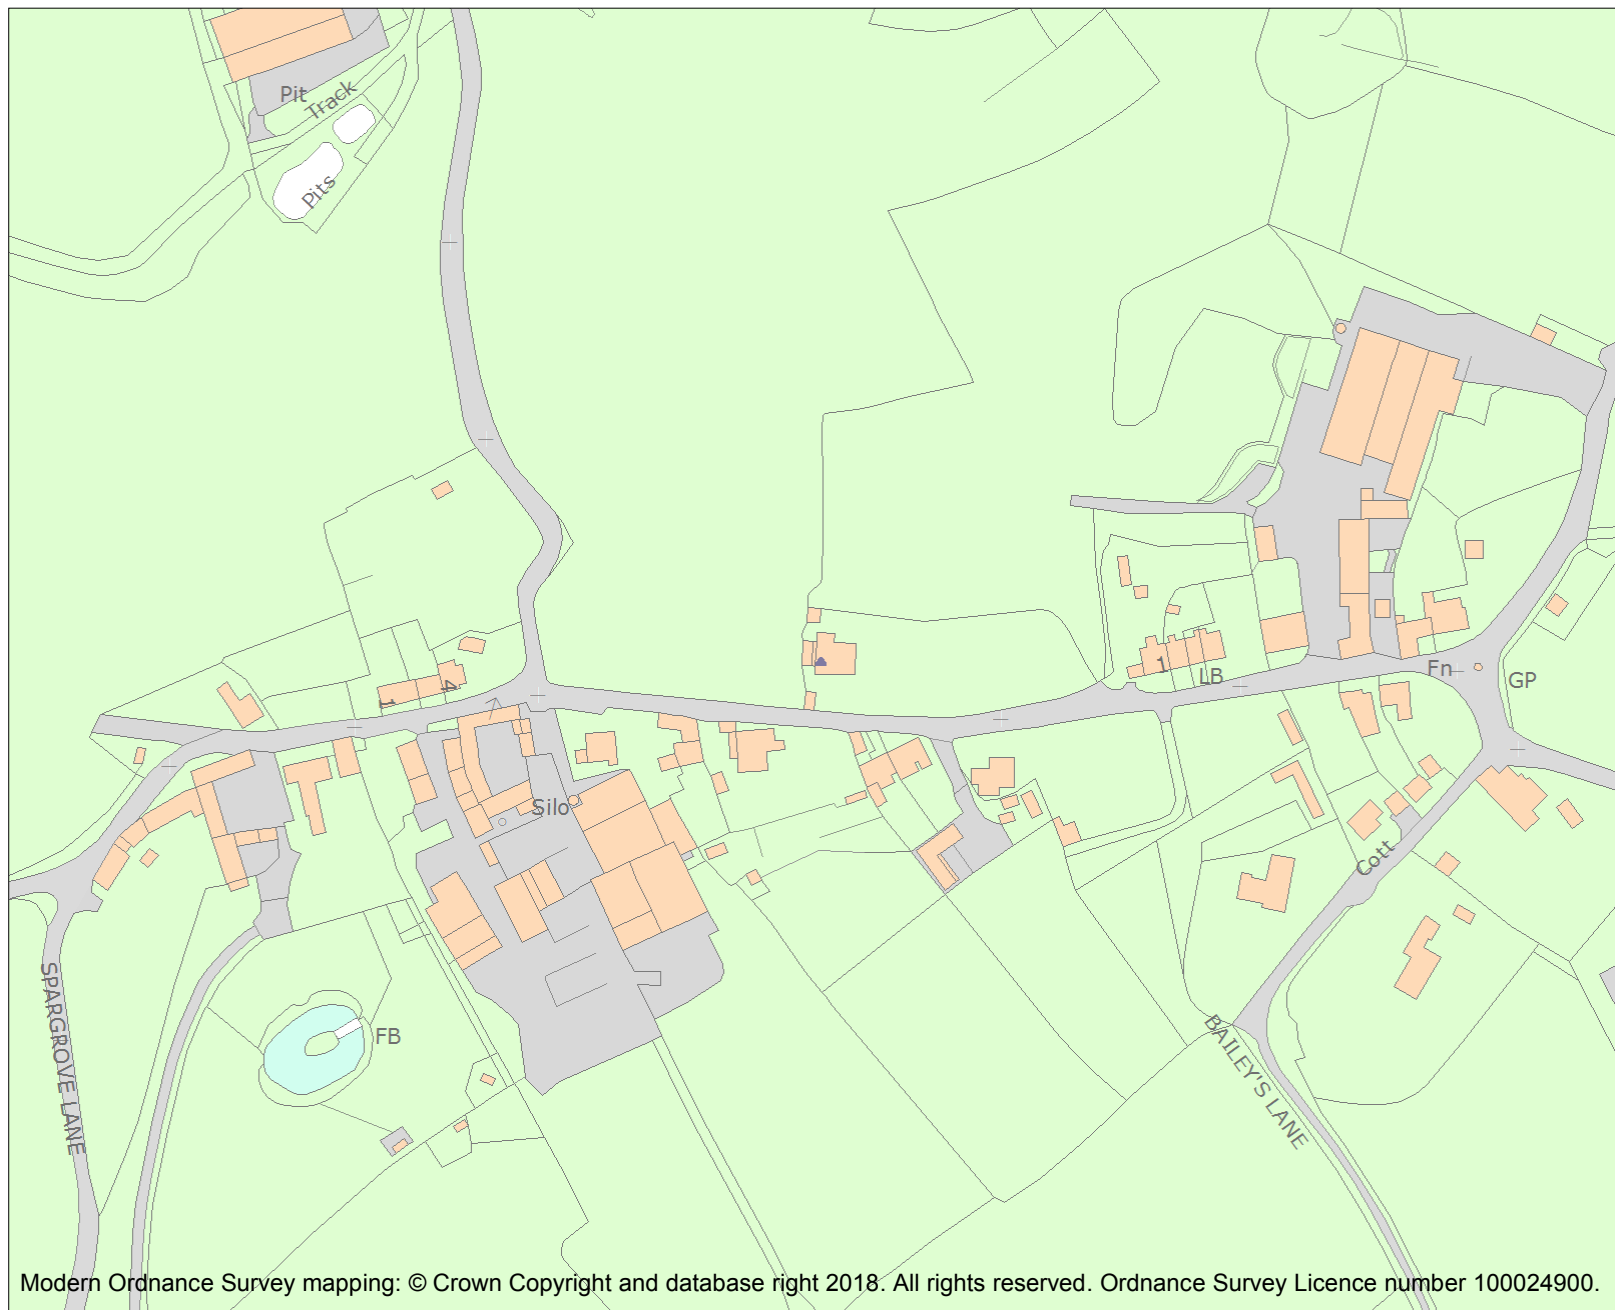 Pit
Track
Pits
4
1
1
LB
Fn
GP
Silo
Cott
SPARGROVE LANE
FB
BAILEY'S LANE
Modern Ordnance Survey mapping: © Crown Copyright and database right 2018. All rights reserved. Ordnance Survey Licence number 100024900.